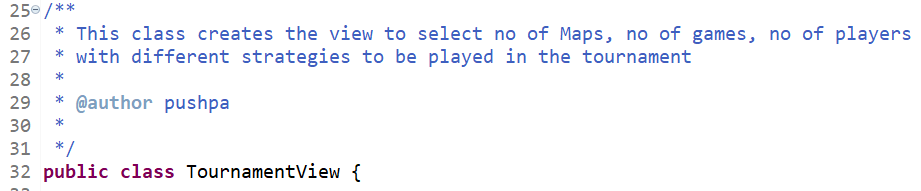 25 /**
26  * This class creates the view to select no of Maps, no of games, no of players
27  * with different strategies to be played in the tournament
28  *
29  * @author pushpa
30  *
31  */
32 public class TournamentView {